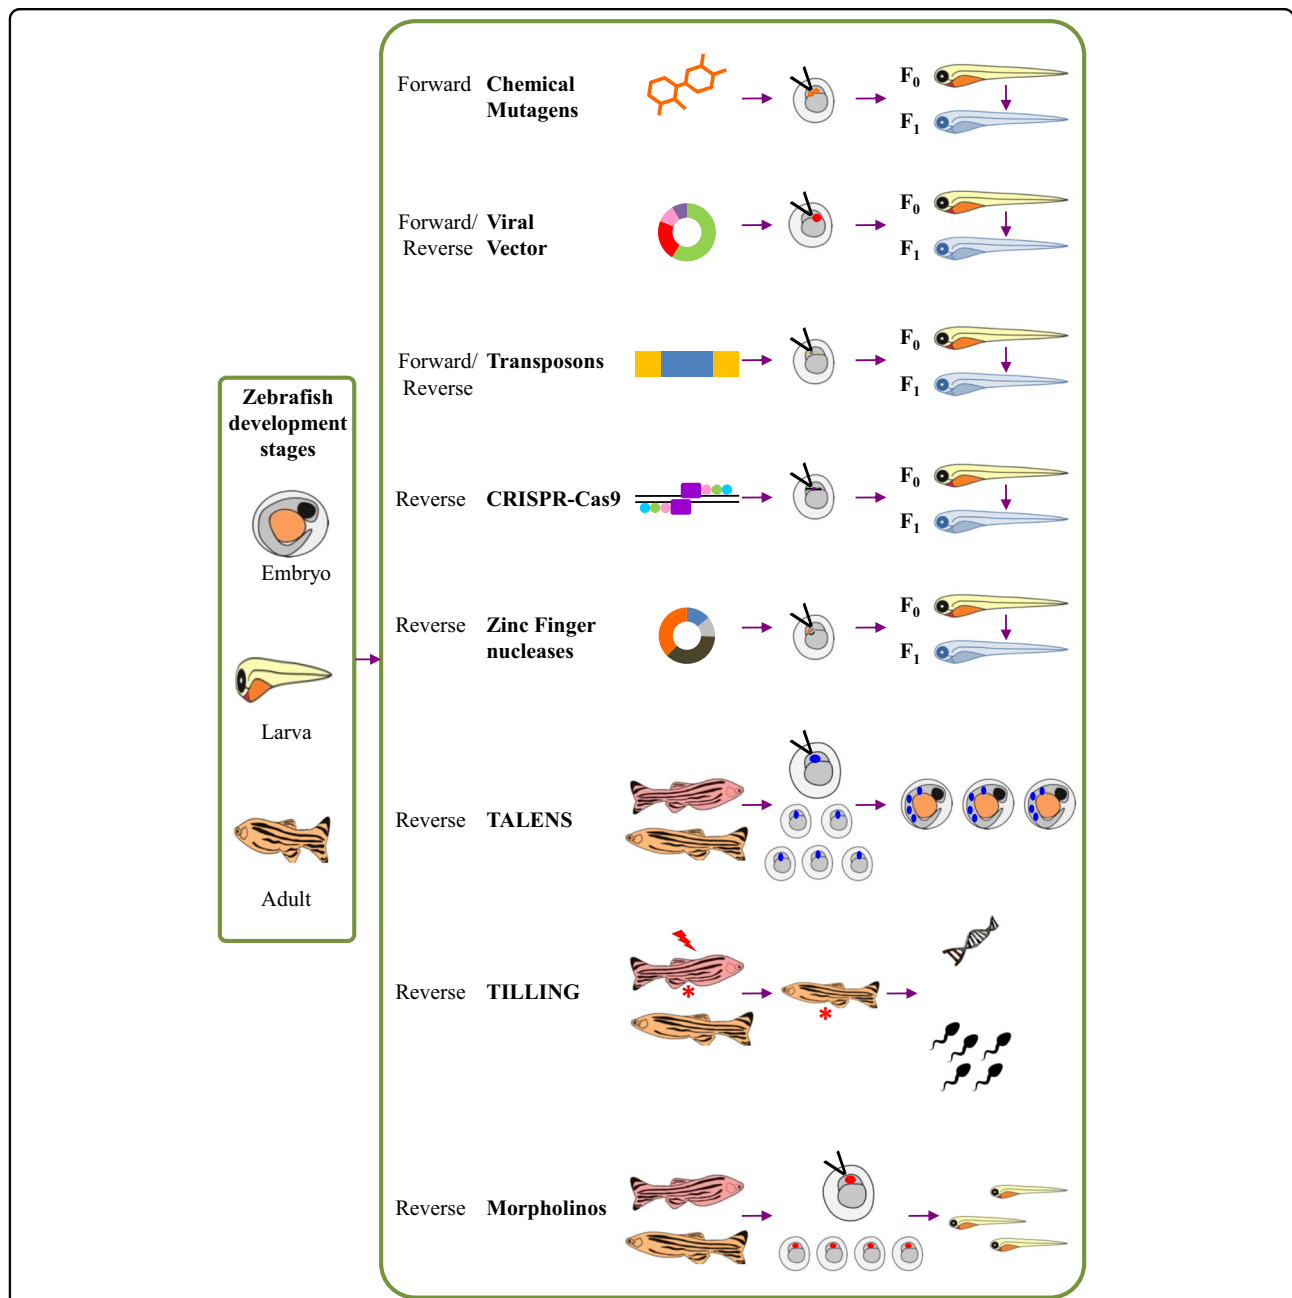 Zebrafish
development
stages
Embryo
Larva
Adult
Forward Chemical
Mutagens
F0
F1
Forward/ Viral
Reverse Vector
F0
F1
Forward/ Transposons
Reverse
F0
F1
Reverse CRISPR-Cas9
F0
F1
Reverse Zinc Finger
nucleases
F0
F1
Reverse TALENS
Reverse TILLING
*
*
Reverse Morpholinos